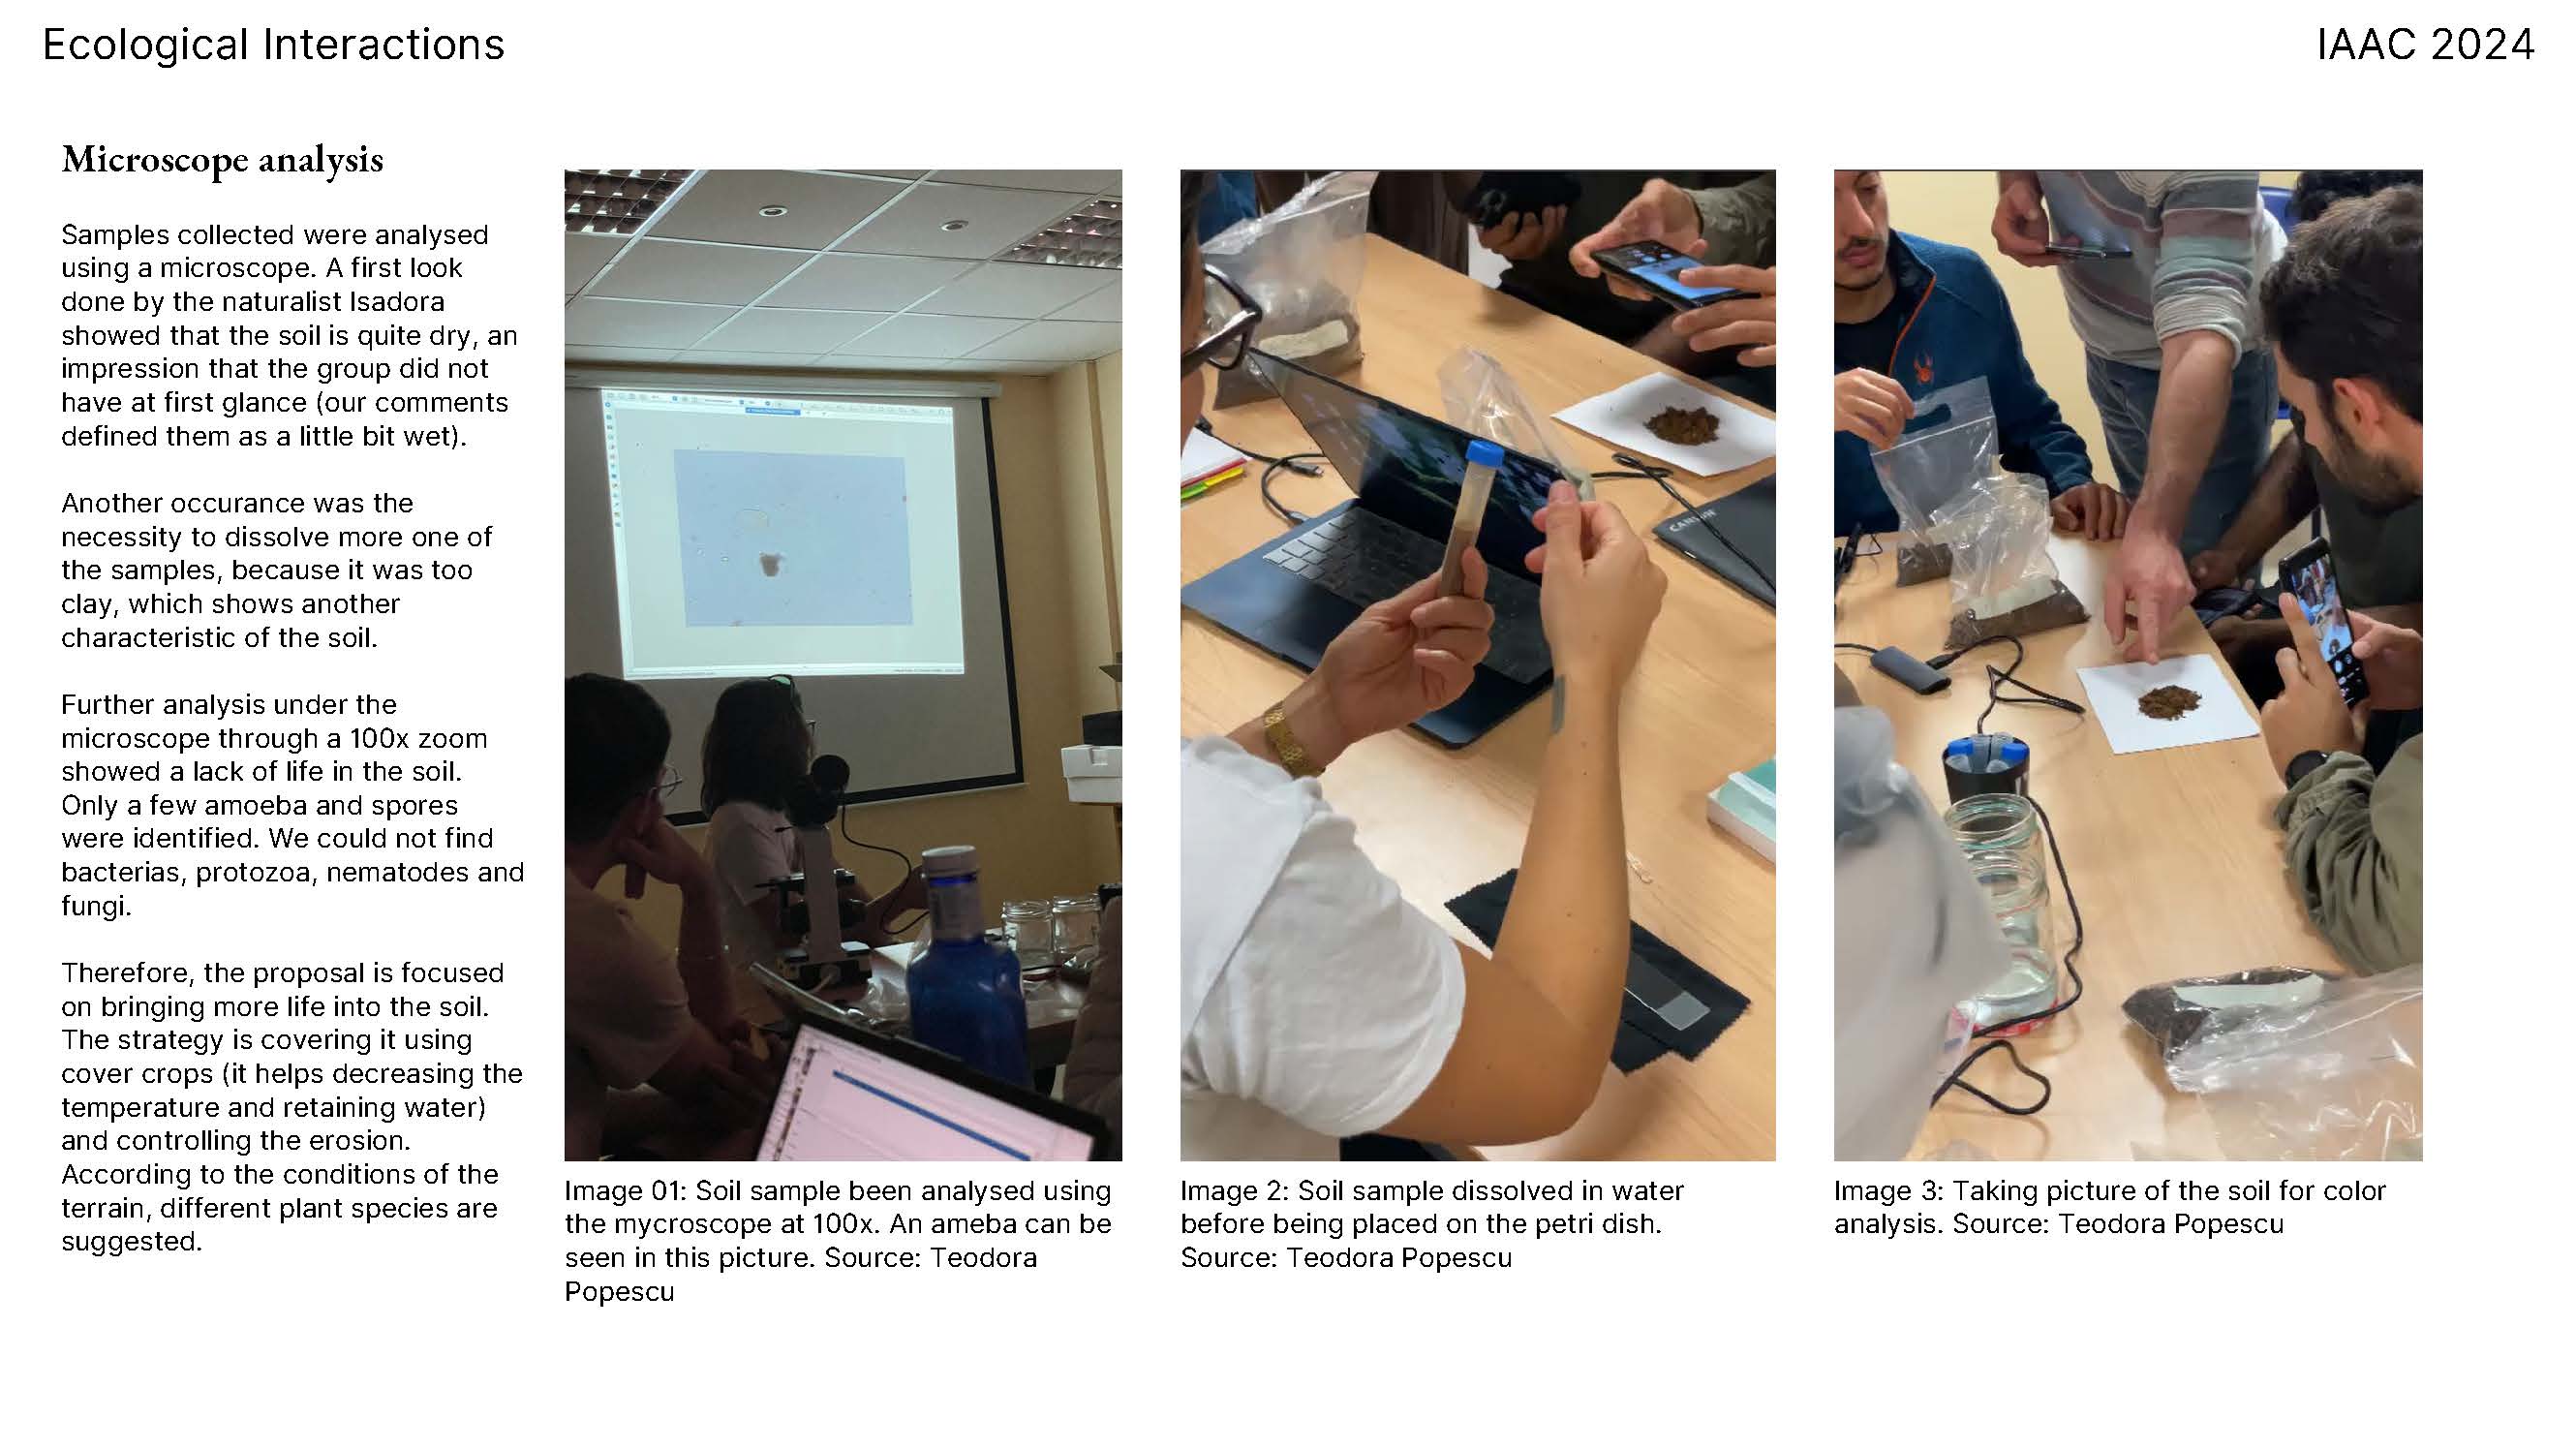 Ecological Interactions
IAAC 2024
Microscope analysis
Samples collected were analysed
using a microscope. A first look
done by the naturalist Isadora
showed that the soil is quite dry, an
impression that the group did not
have at first glance (our comments
defined them as a little bit wet).
Another occurance was the
necessity to dissolve more one of
the samples, because it was too
clay, which shows another
characteristic of the soil.
Further analysis under the
microscope through a 100x zoom
showed a lack of life in the soil.
Only a few amoeba and spores
were identified. We could not find
bacterias, protozoa, nematodes and
fungi.
Therefore, the proposal is focused
on bringing more life into the soil.
The strategy is covering it using
cover crops (it helps decreasing the
temperature and retaining water)
and controlling the erosion.
According to the conditions of the
terrain, different plant species are
suggested.
Image 01: Soil sample been analysed using
the mycroscope at 100x. An ameba can be
seen in this picture. Source: Teodora
Popescu
Image 2: Soil sample dissolved in water
before being placed on the petri dish.
Source: Teodora Popescu
Image 3: Taking picture of the soil for color
analysis. Source: Teodora Popescu